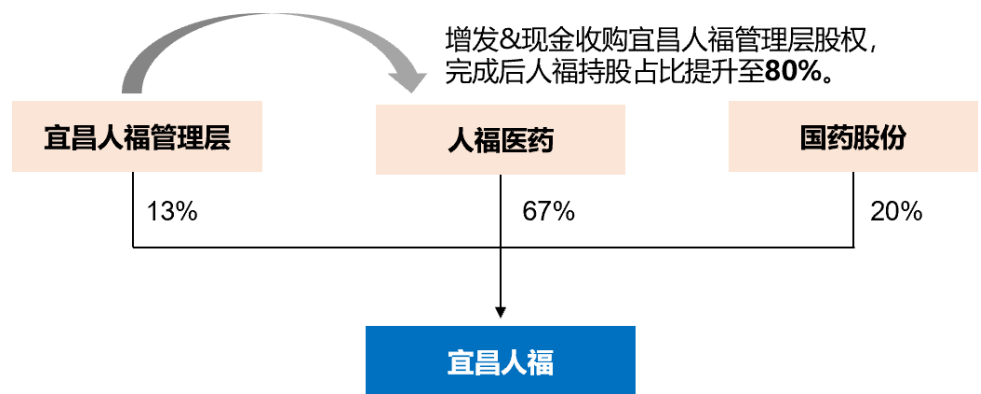 增发&现金收购宜昌人福管理层股权，
完成后人福持股占比提升至80%。
宜昌人福管理层
人福医药
国药股份
13%
67%
20%
宜昌人福